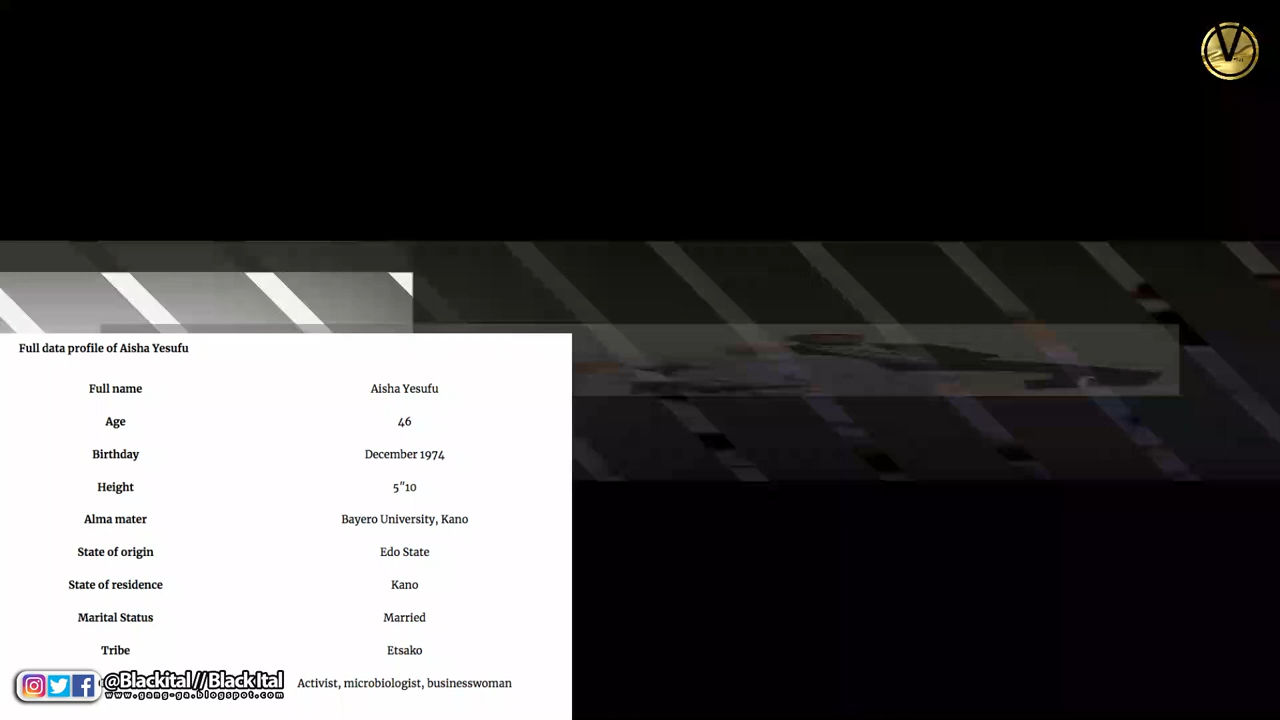 Full data profile of Aisha Yesufu
Full name Aisha Yesufu
Age 46
Birthday December 1974
Height 5"10
Alma mater Bayero University, Kano
State of origin Edo State
State of residence Kano
Marital Status Married
Tribe Etsako
Activist, microbiologist, businesswoman
@Blackital//BlackItal
www.gang-ga.blogspot.com
V